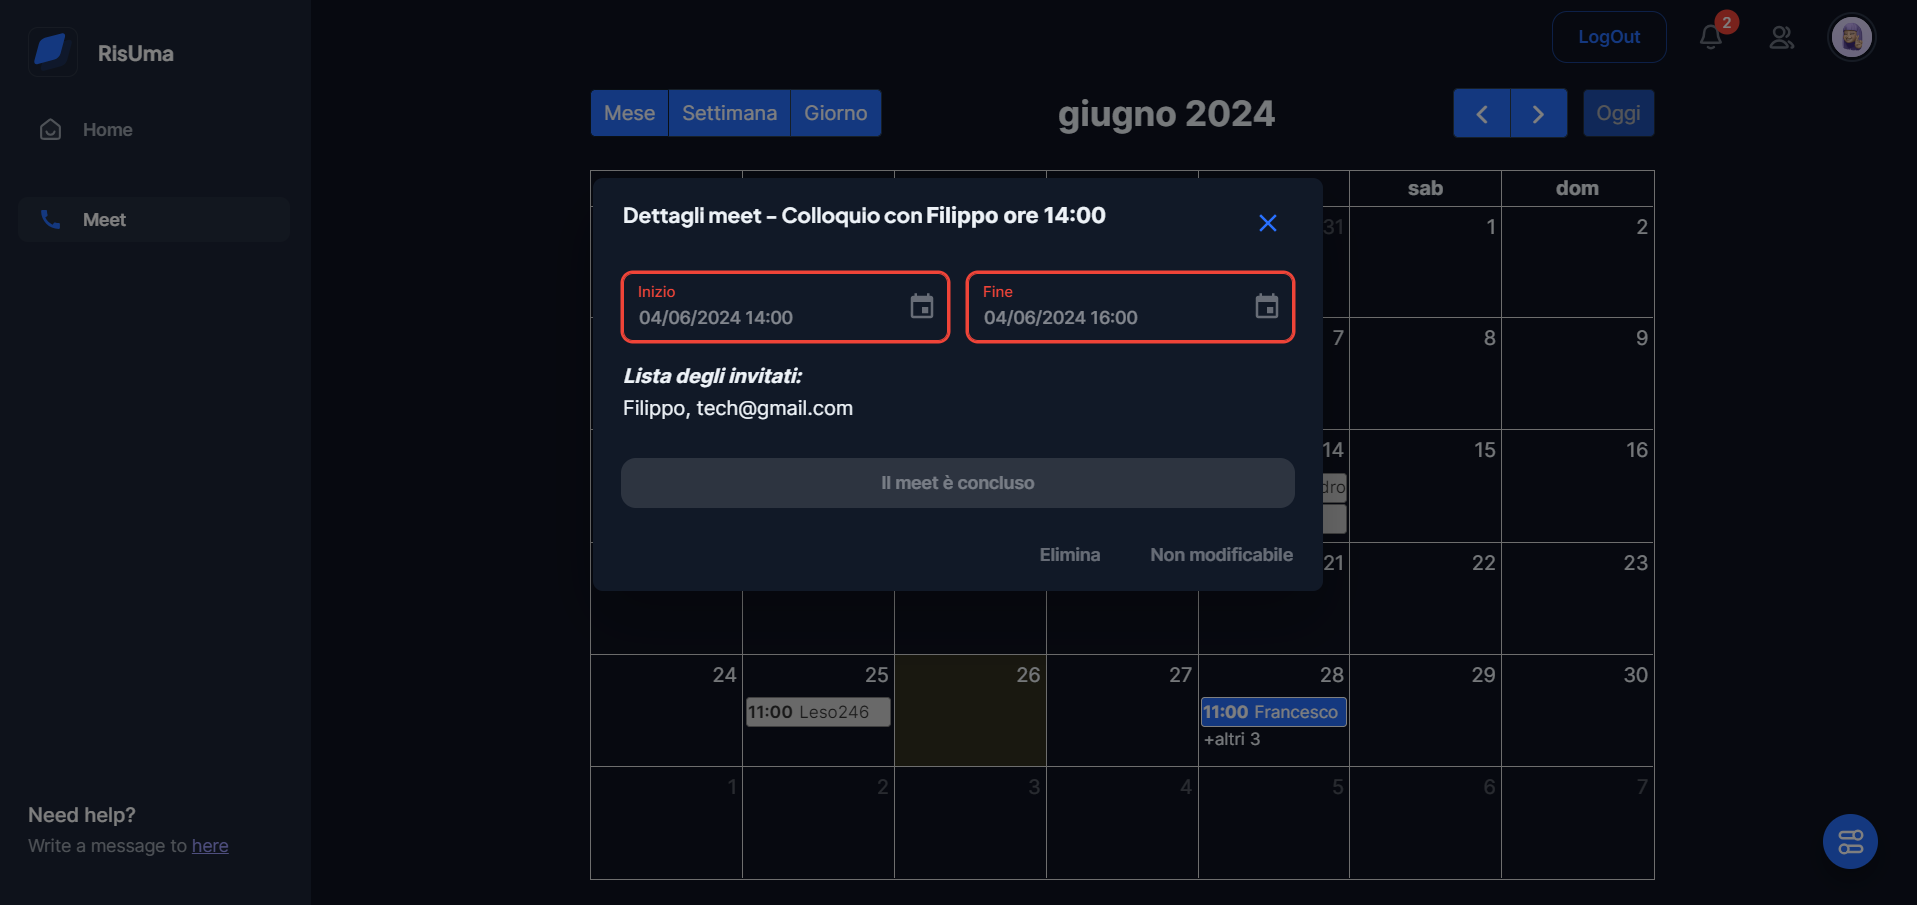 RisUma
LogOut
2
Home
Meet
Mese Settimana Giorno
giugno 2024
Oggi
sab dom
31 1 2
Dettagli meet - Colloquio con Filippo ore 14:00
Inizio
04/06/2024 14:00
Fine
04/06/2024 16:00
Lista degli invitati:
Filippo, tech@gmail.com
Il meet è concluso
Elimina Non modificabile
7 8 9
14 15 16
dro
21 22 23
24 25 26 27 28 29 30
11:00 Leso246
11:00 Francesco
+altri 3
1 2 3 4 5 6 7
Need help?
Write a message to here